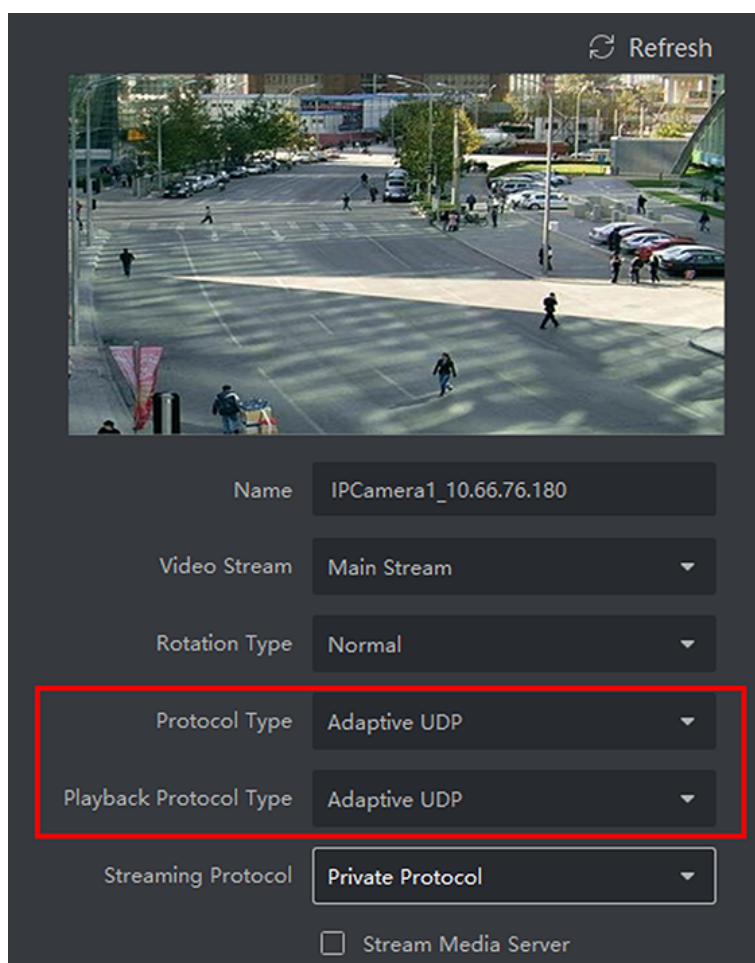 Refresh
Name IPCamera1_10.66.76.180
Video Stream Main Stream
Rotation Type Normal
Protocol Type Adaptive UDP
Playback Protocol Type Adaptive UDP
Streaming Protocol Private Protocol
Stream Media Server